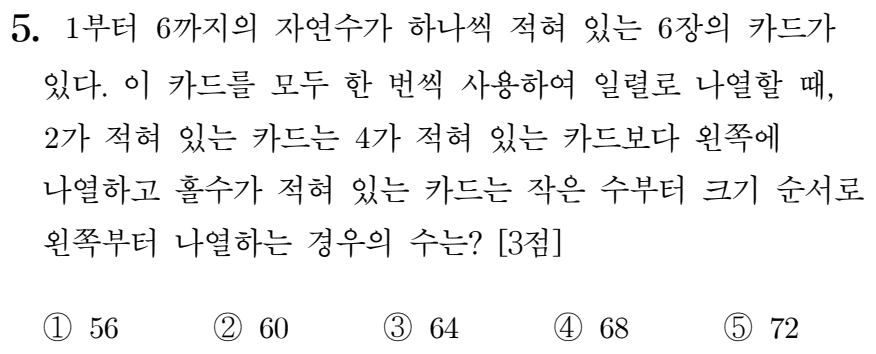 5. 1부터 6까지의 자연수가 하나씩 적혀 있는 6장의 카드가
있다. 이 카드를 모두 한 번씩 사용하여 일렬로 나열할 때,
2가 적혀 있는 카드는 4가 적혀 있는 카드보다 왼쪽에
나열하고 홀수가 적혀 있는 카드는 작은 수부터 크기 순서로
왼쪽부터 나열하는 경우의 수는? [3점]
① 56 ② 60 ③ 64 ④ 68 ⑤ 72